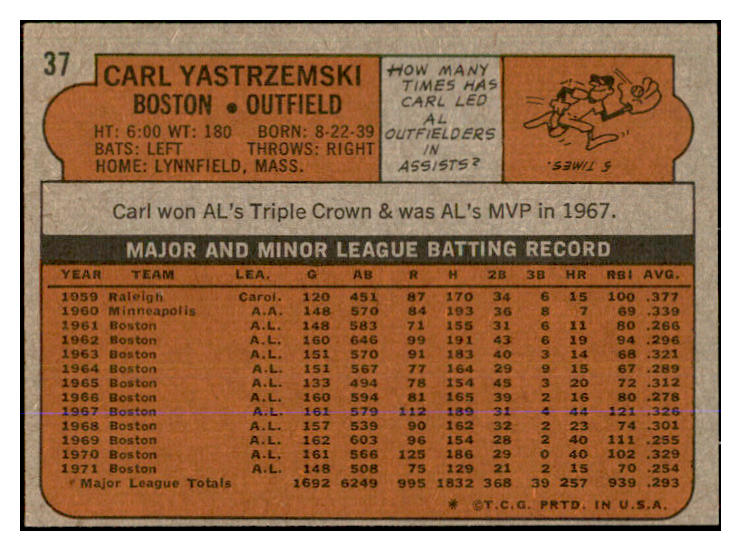 37
CARL YASTRZEMSKI
BOSTON • OUTFIELD
HT: 6:00 WT: 180 BORN: 8-22-39
BATS: LEFT THROWS: RIGHT
HOME: LYNNFIELD, MASS.
HOW MANY
TIMES HAS
CARL LED
AL
OUTFIELDERS
IN
ASSISTS?
5 TIMES.
Carl won AL's Triple Crown & was AL's MVP in 1967.
MAJOR AND MINOR LEAGUE BATTING RECORD
YEAR TEAM LEA. G AB R H 2B 3B HR RBI AVG.
1959 Raleigh Carol. 120 451 87 170 34 6 15 100 .377
1960 Minneapolis A.A. 148 570 84 193 36 8 7 69 .339
1961 Boston A.L. 148 583 71 155 31 6 11 80 .266
1962 Boston A.L. 160 646 99 191 43 6 19 94 .296
1963 Boston A.L. 151 570 91 183 40 3 14 68 .321
1964 Boston A.L. 151 567 77 164 29 9 15 67 .289
1965 Boston A.L. 133 494 78 154 45 3 20 72 .312
1966 Boston A.L. 160 594 81 165 39 2 16 80 .278
1967 Boston A.L. 161 579 112 189 31 4 44 121 .326
1968 Boston A.L. 157 539 90 162 32 2 23 74 .301
1969 Boston A.L. 162 603 96 154 28 2 40 111 .255
1970 Boston A.L. 161 566 125 186 29 0 40 102 .329
1971 Boston A.L. 148 508 75 129 21 2 15 70 .254
Major League Totals 1692 6249 995 1832 368 39 257 939 .293
* ©T.C.G. PRTD. IN U.S.A.